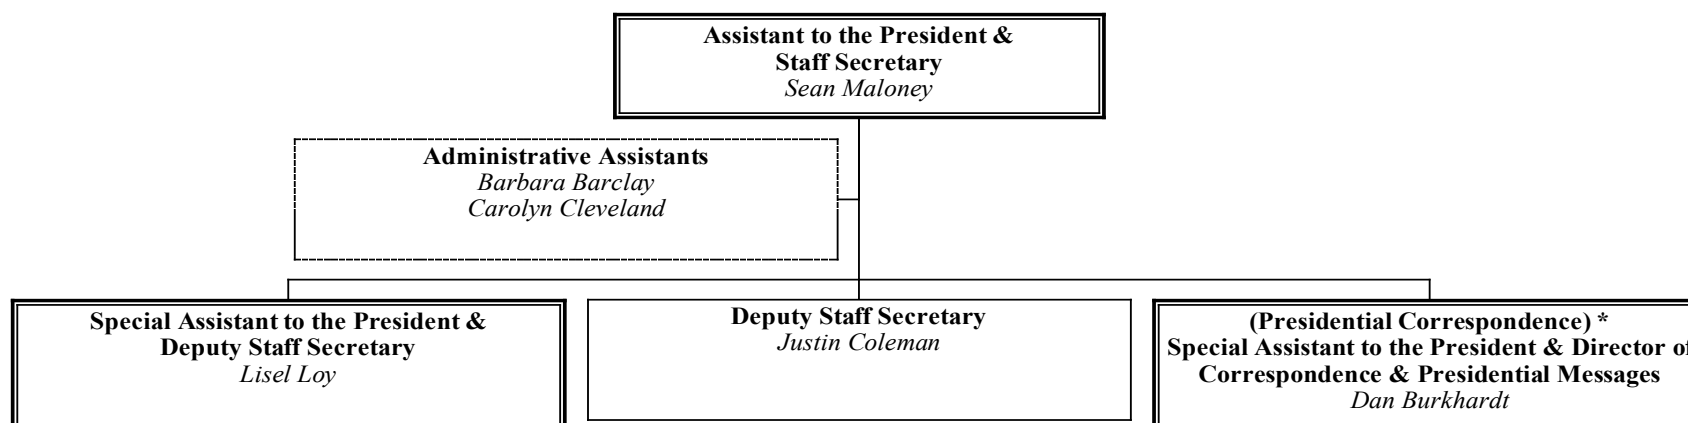 Assistant to the President &
Staff Secretary
Sean Maloney
Administrative Assistants
Barbara Barclay
Carolyn Cleveland
Special Assistant to the President &
Deputy Staff Secretary
Lisel Loy
Deputy Staff Secretary
Justin Coleman
(Presidential Correspondence) *
Special Assistant to the President & Director of
Correspondence & Presidential Messages
Dan Burkhardt